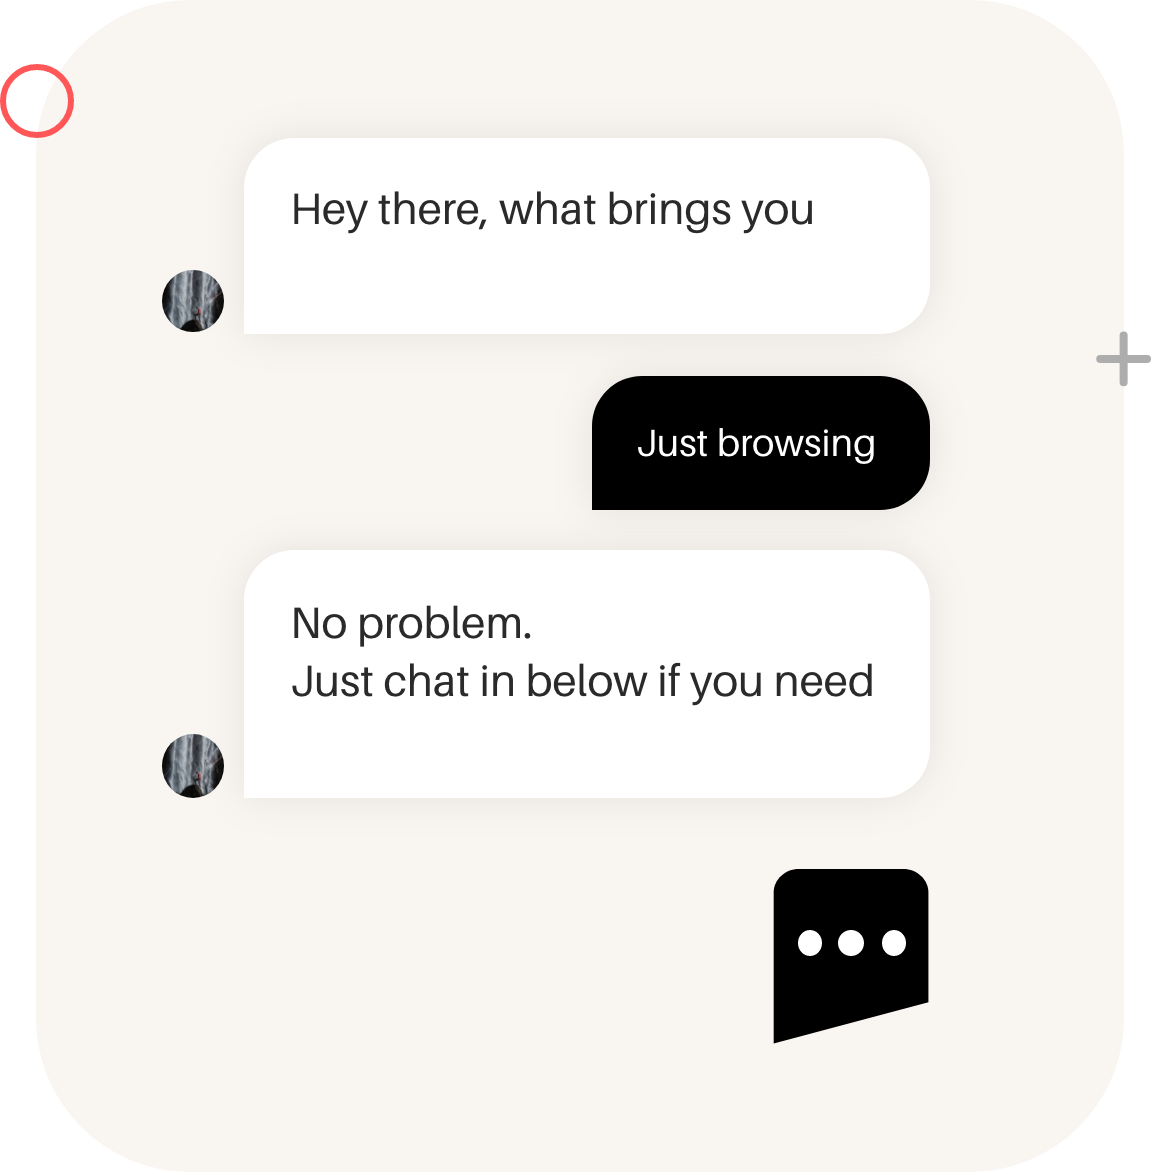 Hey there, what brings you
Just browsing
No problem.
Just chat in below if you need